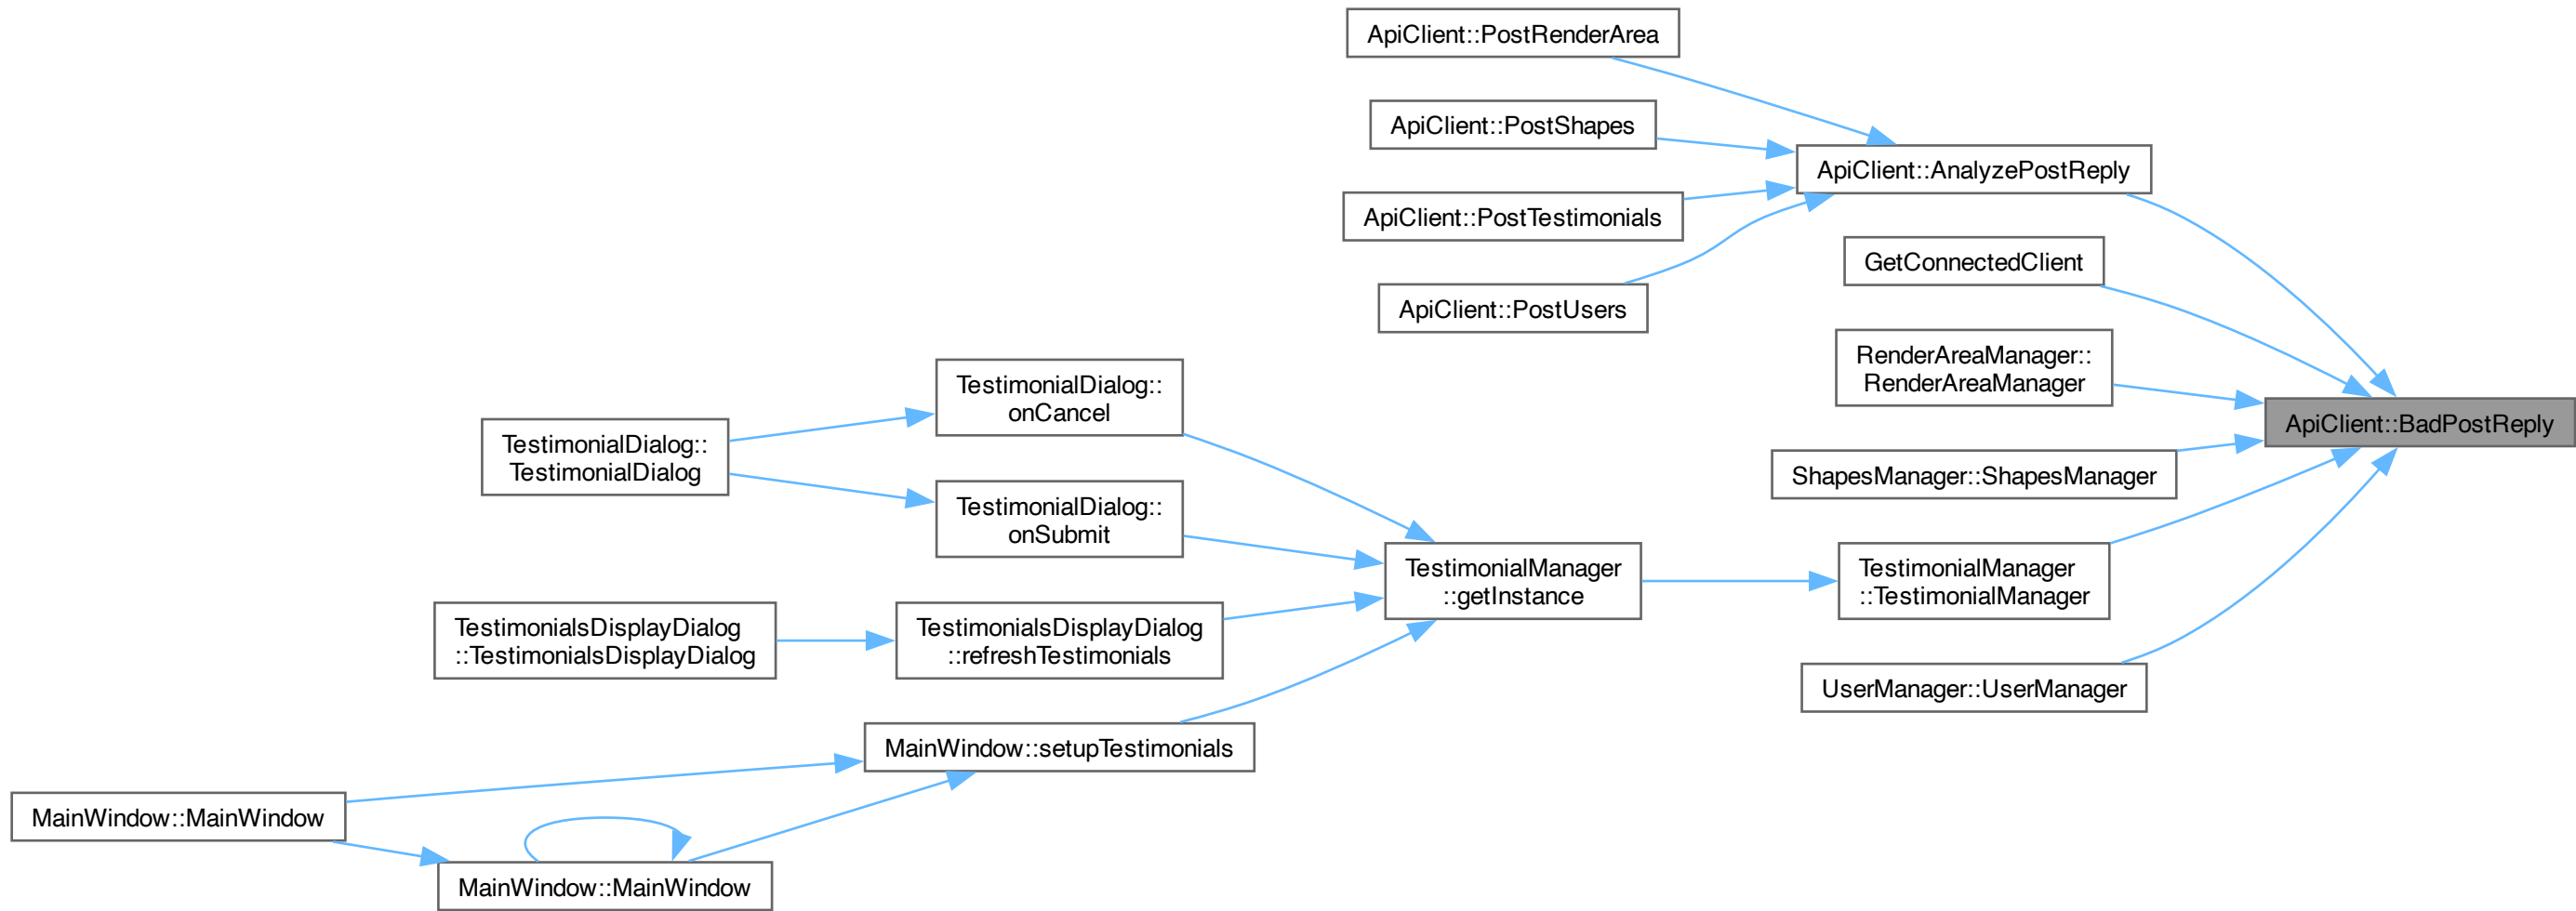 ApiClient::PostRenderArea
ApiClient::PostShapes
ApiClient::AnalyzePostReply
ApiClient::PostTestimonials
GetConnectedClient
ApiClient::PostUsers
RenderAreaManager::
RenderAreaManager
TestimonialDialog::
onCancel
ApiClient::BadPostReply
TestimonialDialog::
TestimonialDialog
ShapesManager::ShapesManager
TestimonialDialog::
onSubmit
TestimonialManager
::getInstance
TestimonialManager
::TestimonialManager
TestimonialsDisplayDialog
::TestimonialsDisplayDialog
TestimonialsDisplayDialog
::refreshTestimonials
UserManager::UserManager
MainWindow::setupTestimonials
MainWindow::MainWindow
MainWindow::MainWindow